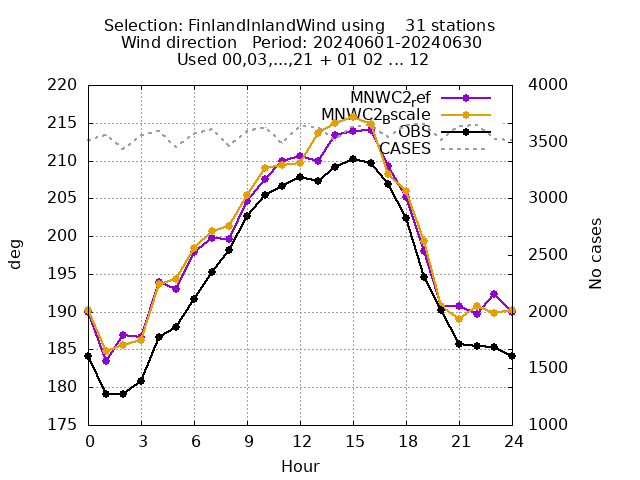 Selection: FinlandInlandWind using    31 stations
Wind direction   Period: 20240601-20240630
Used 00,03,...,21 + 01 02 ... 12
220
215
210
205
200
195
190
185
180
175
4000
3500
3000
2500
2000
1500
1000
MNWC2_ref
MNWC2_Bscale
OBS
CASES
deg
No cases
0 3 6 9 12 15 18 21 24
Hour